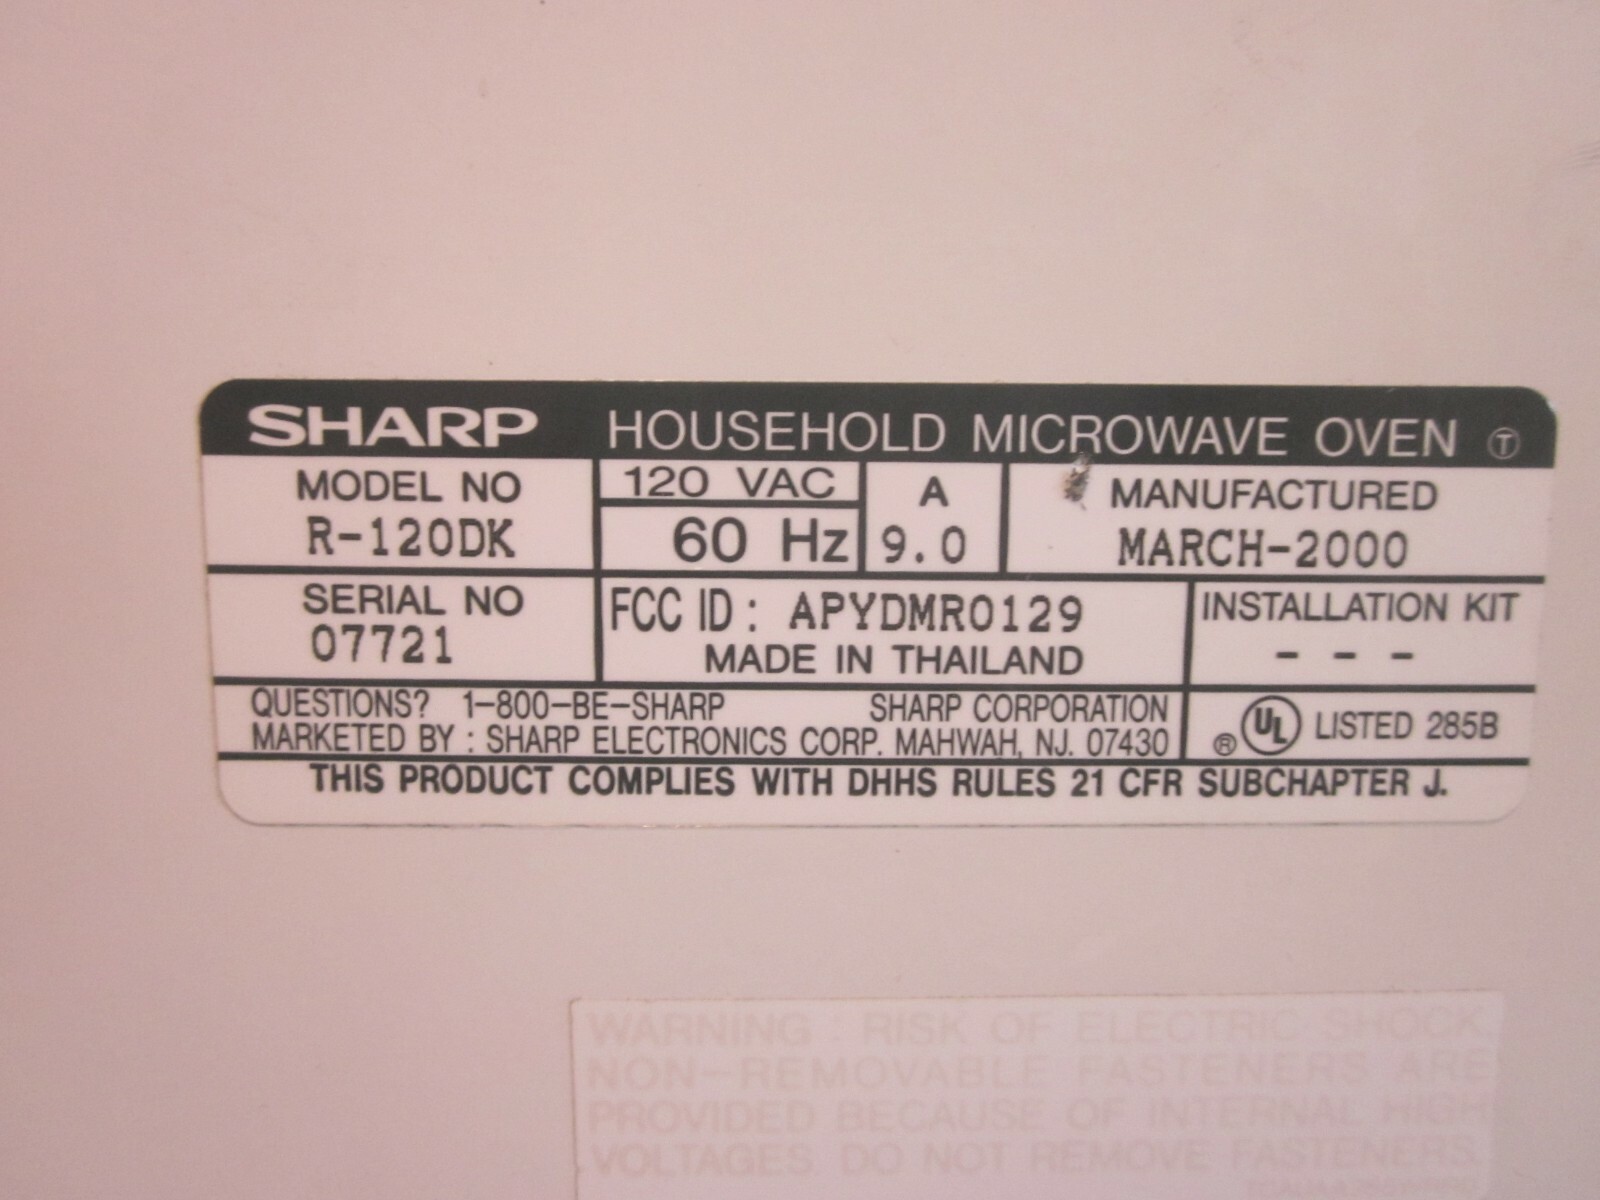 SHARP HOUSEHOLD MICROWAVE OVEN Ⓣ
MODEL NO
R-120DK
120 VAC
60 Hz
A
9.0
MANUFACTURED
MARCH-2000
SERIAL NO
07721
FCC ID : APYDMR0129
MADE IN THAILAND
INSTALLATION KIT
- - -
QUESTIONS? 1-800-BE-SHARP SHARP CORPORATION
MARKETED BY : SHARP ELECTRONICS CORP. MAHWAH, NJ. 07430
® UL LISTED 285B
THIS PRODUCT COMPLIES WITH DHHS RULES 21 CFR SUBCHAPTER J.
WARNING : RISK OF ELECTRIC SHOCK.
NON-REMOVABLE FASTENERS ARE
PROVIDED BECAUSE OF INTERNAL HIGH
VOLTAGES. DO NOT REMOVE FASTENERS.